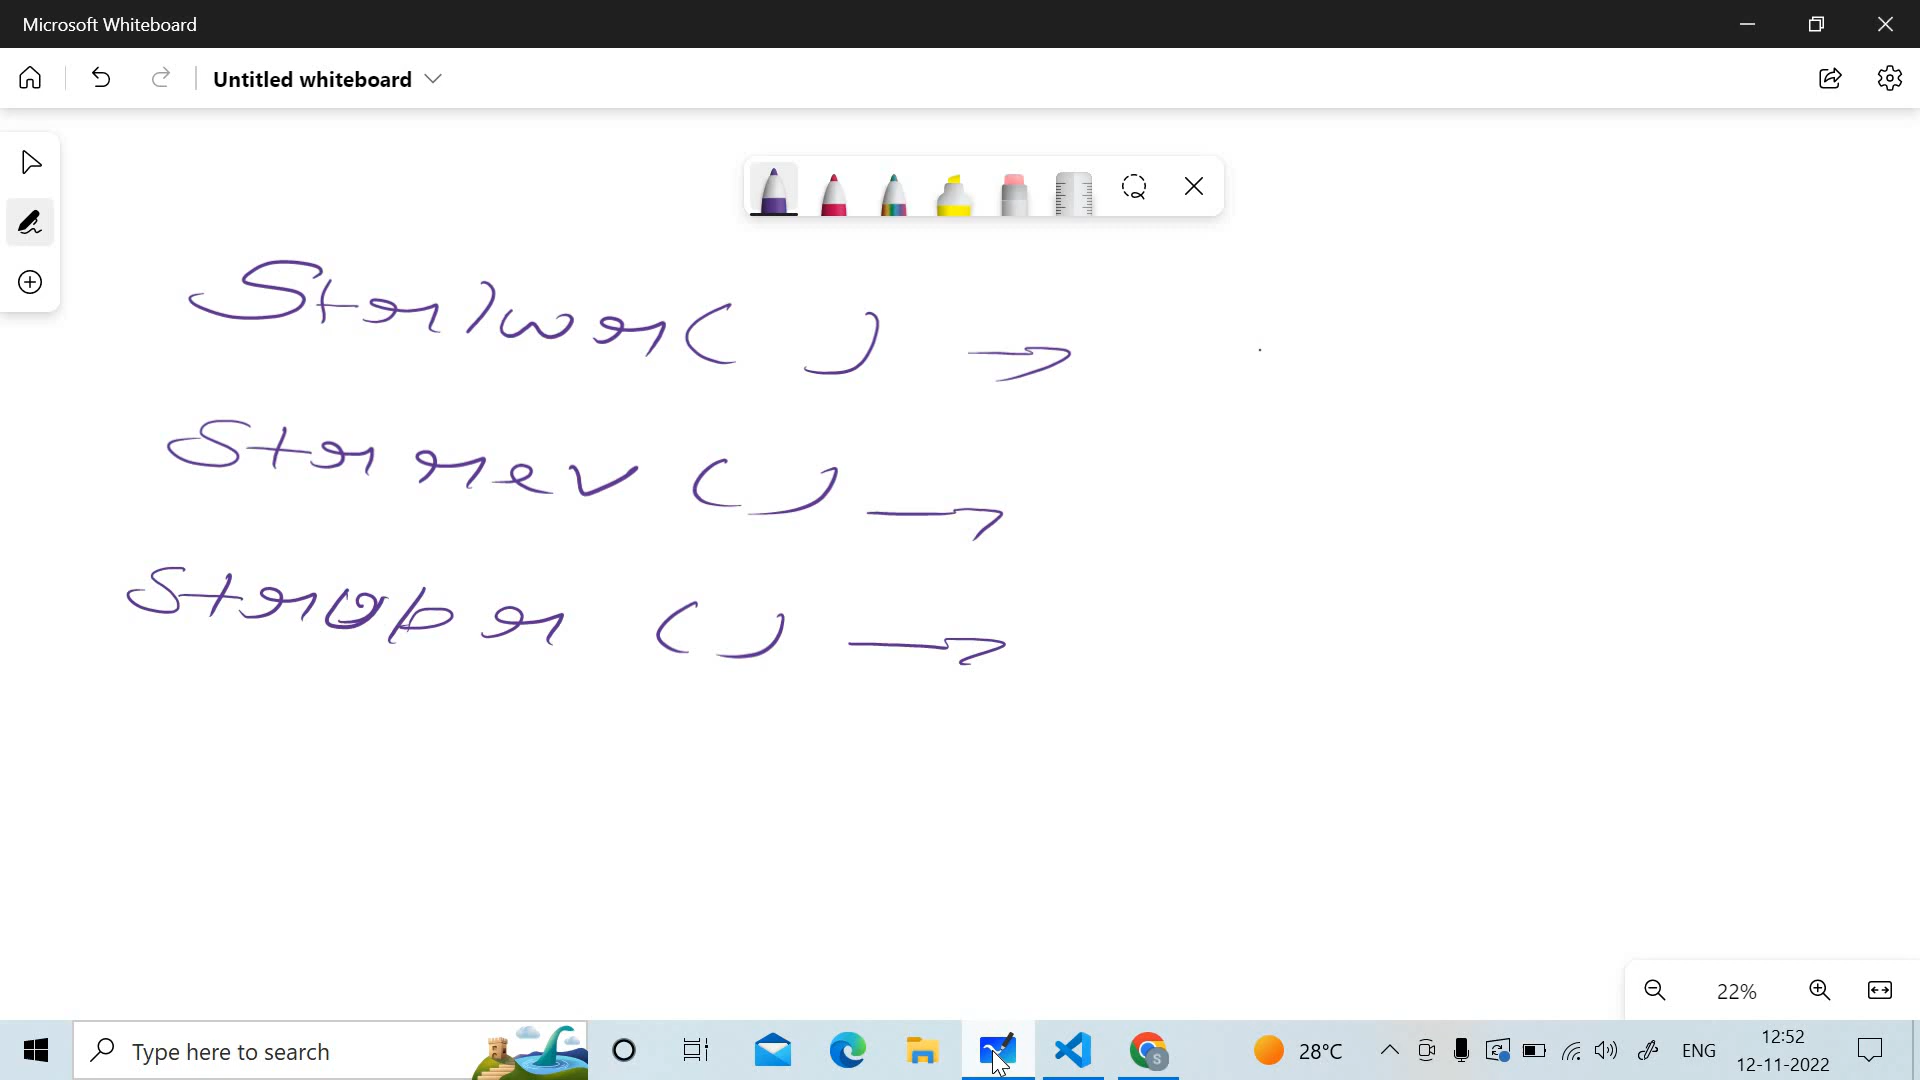 Microsoft Whiteboard
Untitled whiteboard
Strlwr( ) →
Strrev ( ) →
Strupr ( ) →
22%
Type here to search
S
28°C
ENG
12:52
12-11-2022